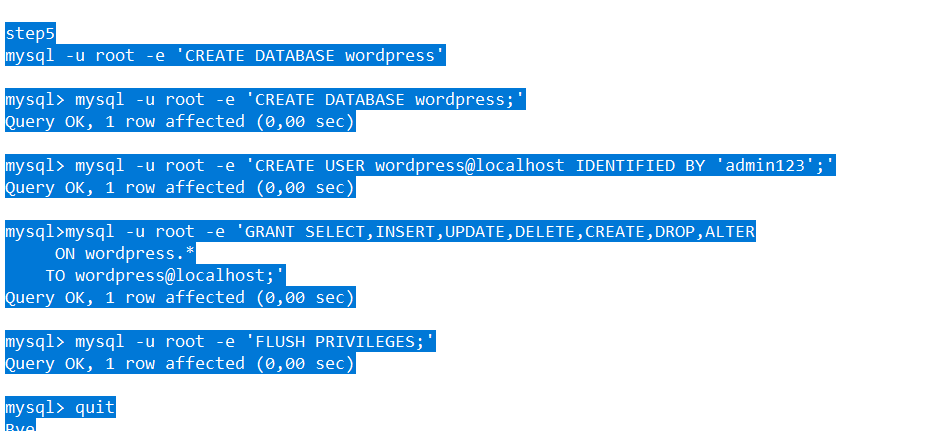 step5
mysql -u root -e 'CREATE DATABASE wordpress'
mysql> mysql -u root -e 'CREATE DATABASE wordpress;'
Query OK, 1 row affected (0,00 sec)
mysql> mysql -u root -e 'CREATE USER wordpress@localhost IDENTIFIED BY 'admin123';'
Query OK, 1 row affected (0,00 sec)
mysql>mysql -u root -e 'GRANT SELECT,INSERT,UPDATE,DELETE,CREATE,DROP,ALTER
ON wordpress.*
TO wordpress@localhost;'
Query OK, 1 row affected (0,00 sec)
mysql> mysql -u root -e 'FLUSH PRIVILEGES;'
Query OK, 1 row affected (0,00 sec)
mysql> quit
Bye